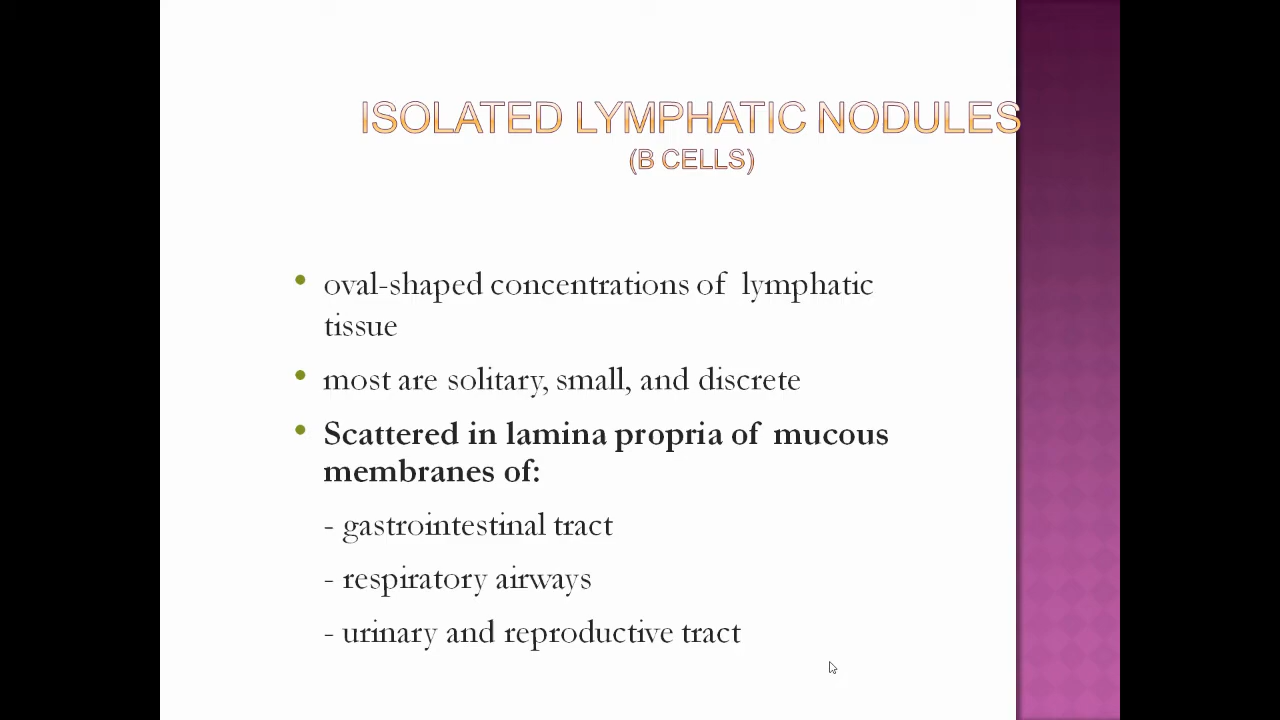 ISOLATED LYMPHATIC NODULES
(B CELLS)
• oval-shaped concentrations of lymphatic
tissue
• most are solitary, small, and discrete
• Scattered in lamina propria of mucous
membranes of:
- gastrointestinal tract
- respiratory airways
- urinary and reproductive tract